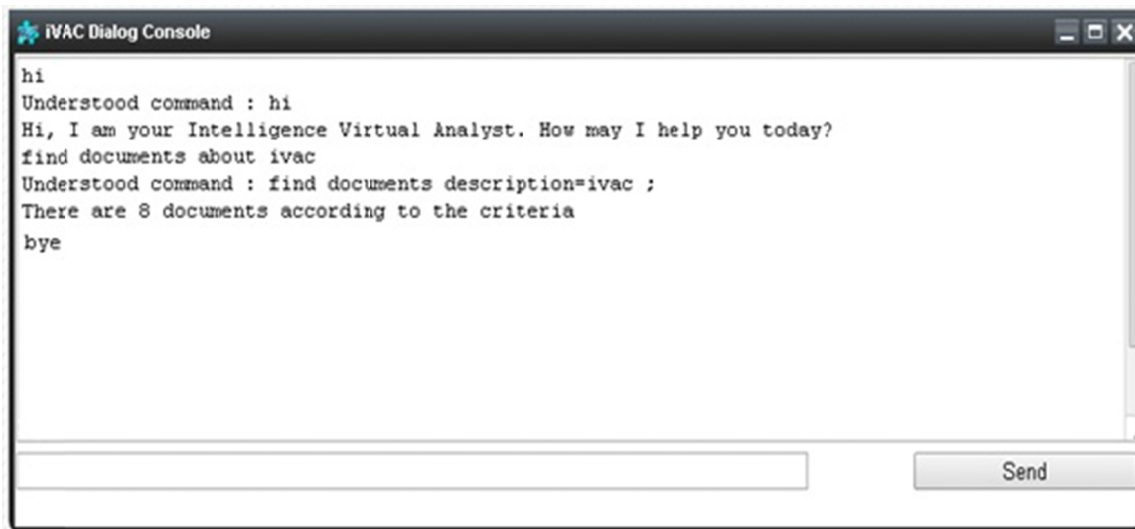 iVAC Dialog Console
hi
Understood command : hi
Hi, I am your Intelligence Virtual Analyst. How may I help you today?
find documents about ivac
Understood command : find documents description=ivac ;
There are 8 documents according to the criteria
bye
Send